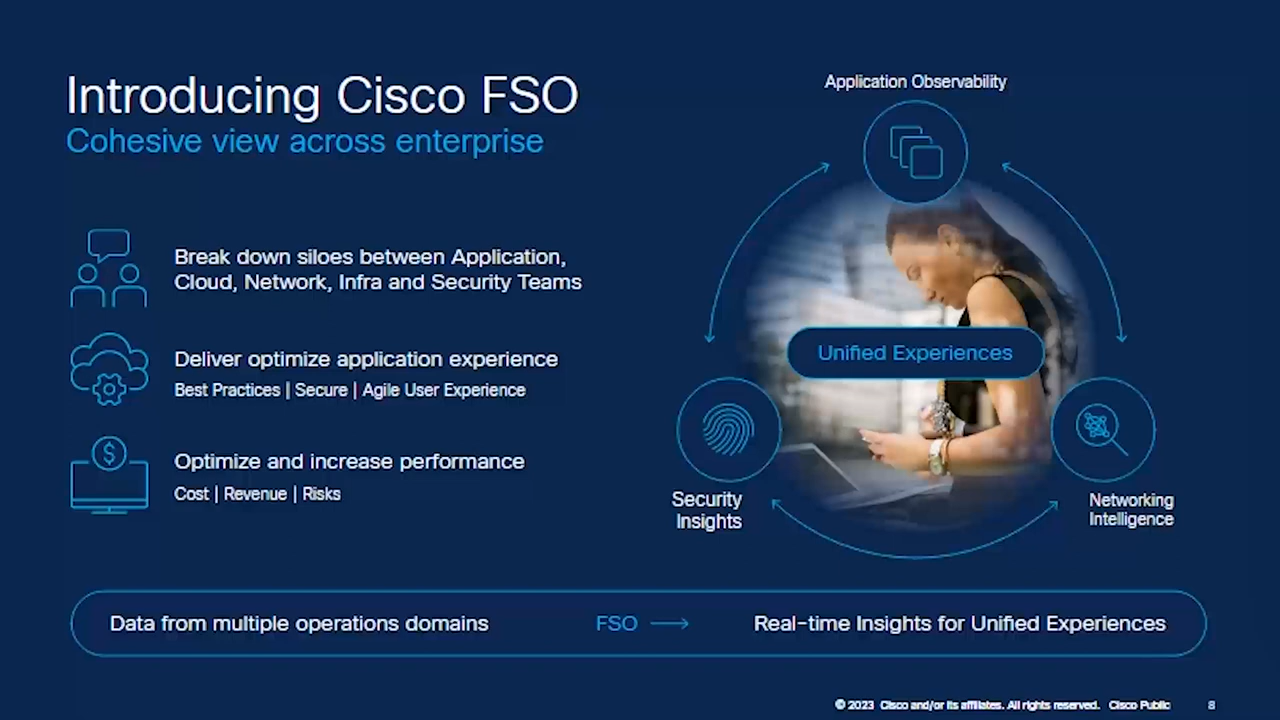 Introducing Cisco FSO
Cohesive view across enterprise
Break down siloes between Application,
Cloud, Network, Infra and Security Teams
Deliver optimize application experience
Best Practices | Secure | Agile User Experience
$
Optimize and increase performance
Cost | Revenue | Risks
Application Observability
Unified Experiences
Security
Insights
Networking
Intelligence
Data from multiple operations domains
FSO
Real-time Insights for Unified Experiences
© 2023 Cisco and/or its affiliates. All rights reserved. Cisco Public
8